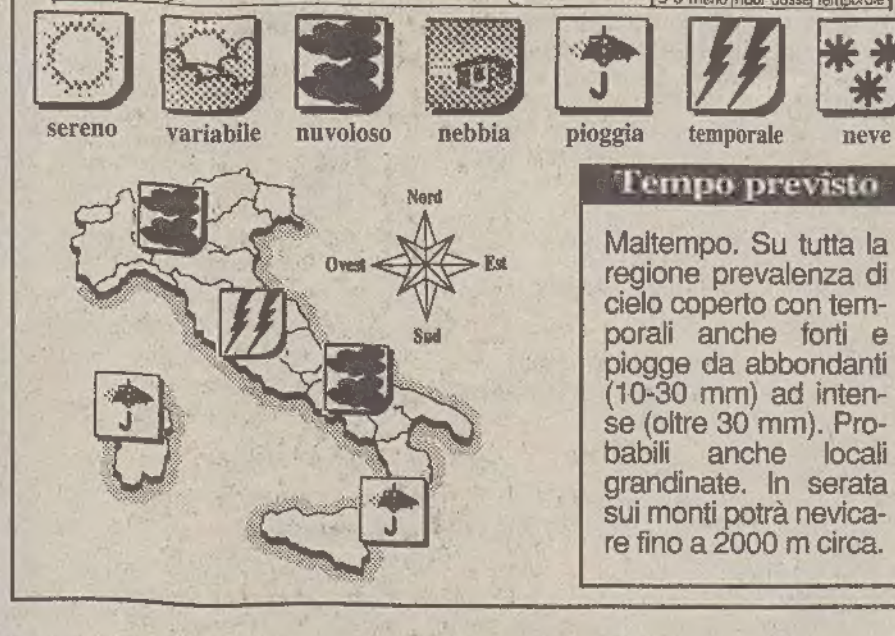 sereno variabile nuvoloso nebbia pioggia temporale neve
Nord
Ovest Est
Sud
Tempo previsto
Maltempo. Su tutta la
regione prevalenza di
cielo coperto con tem-
porali anche forti e
piogge da abbondanti
(10-30 mm) ad inten-
se (oltre 30 mm). Pro-
babili anche locali
grandinate. In serata
sui monti potrà nevica-
re fino a 2000 m circa.